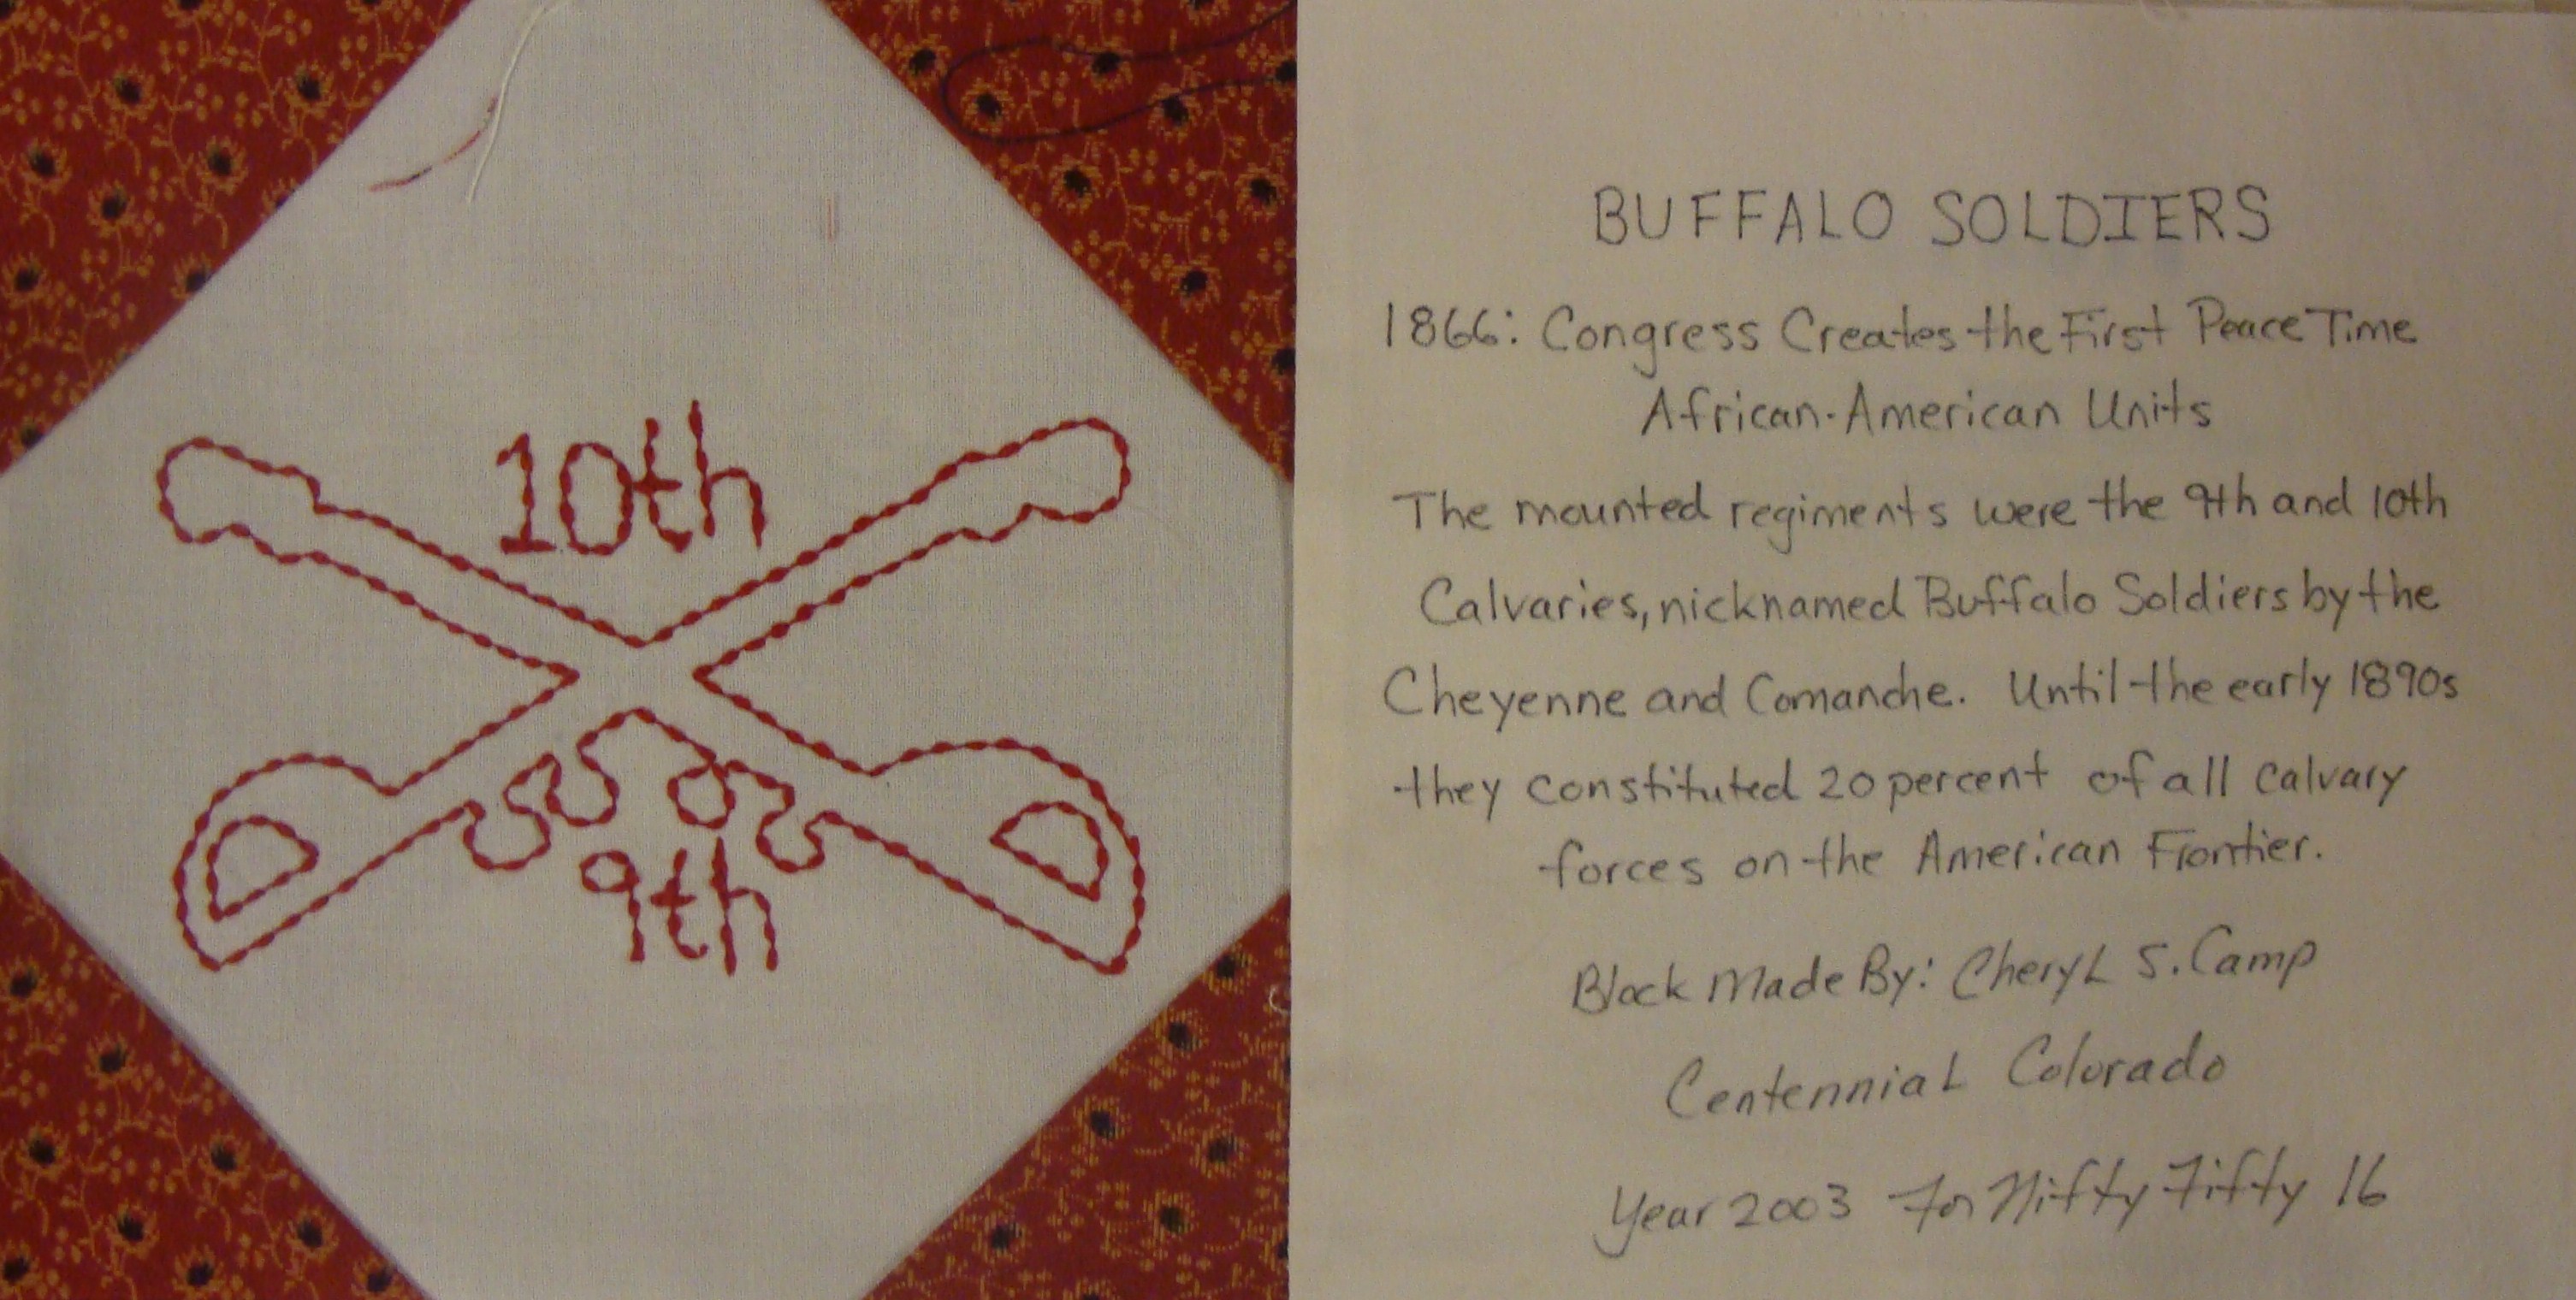 10th
9th
BUFFALO SOLDIERS
1866: Congress Creates the First Peace Time
African-American Units
The mounted regiments were the 9th and 10th
Calvaries, nicknamed Buffalo Soldiers by the
Cheyenne and Comanche. Until the early 1890s
they constituted 20 percent of all calvary
forces on the American Frontier.
Block Made By: Cheryl S. Camp
Centennial Colorado
Year 2003 For Nifty Fifty 16